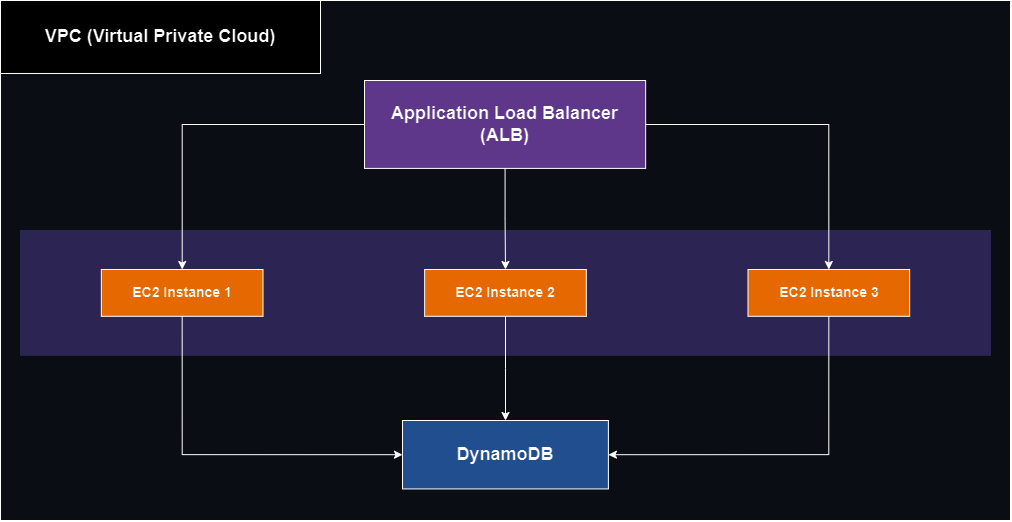 VPC (Virtual Private Cloud)
Application Load Balancer
(ALB)
EC2 Instance 1
EC2 Instance 2
EC2 Instance 3
DynamoDB